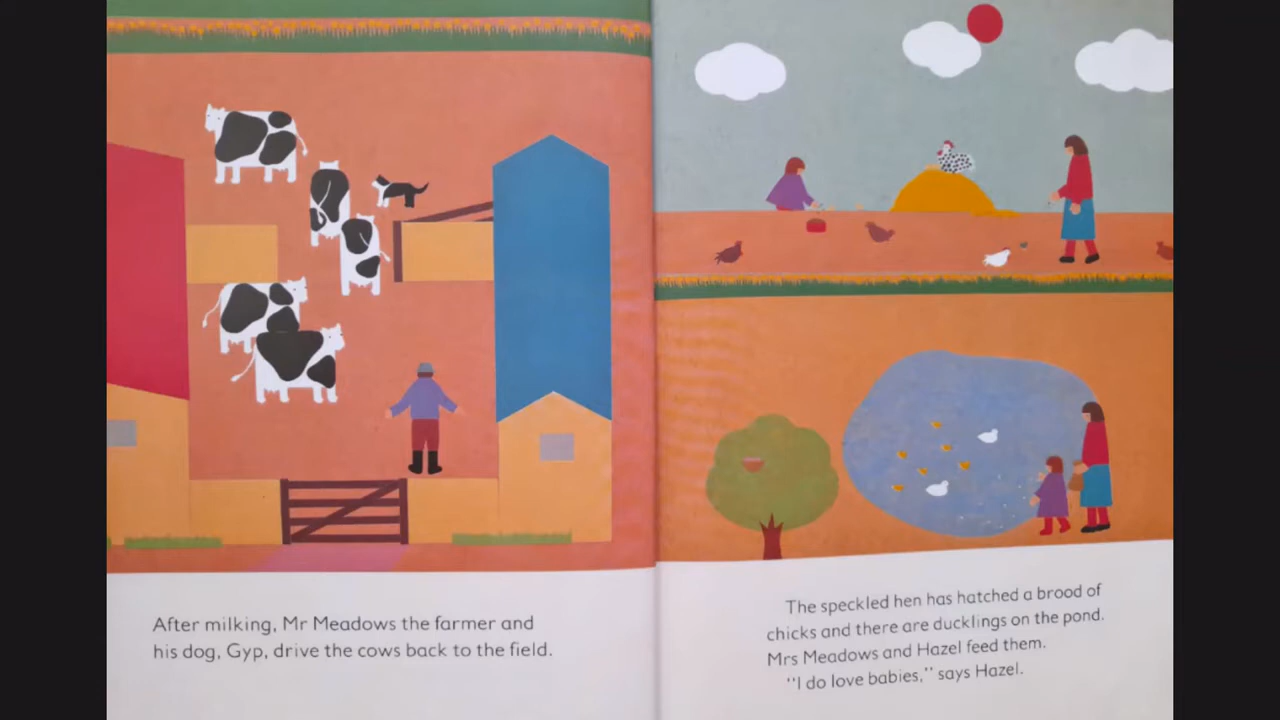 After milking, Mr Meadows the farmer and
his dog, Gyp, drive the cows back to the field.
The speckled hen has hatched a brood of
chicks and there are ducklings on the pond.
Mrs Meadows and Hazel feed them.
"I do love babies," says Hazel.